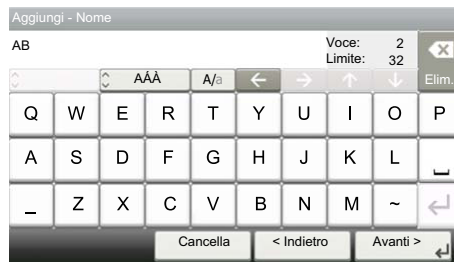 Aggiungi - Nome
AB Voce: 2
Limite: 32
AÁÀ A/a ← → ↑ ↓ Elim.
Q W E R T Y U I O P
A S D F G H J K L
_ Z X C V B N M ~
Cancella < Indietro Avanti >